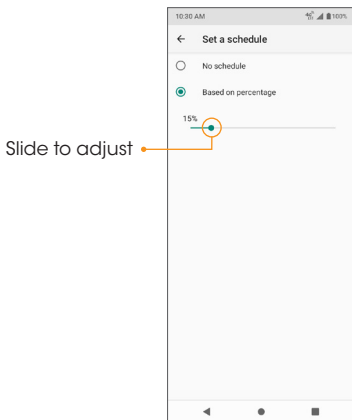 10:30 AM 103%
Set a schedule
No schedule
Based on percentage
15%
Slide to adjust